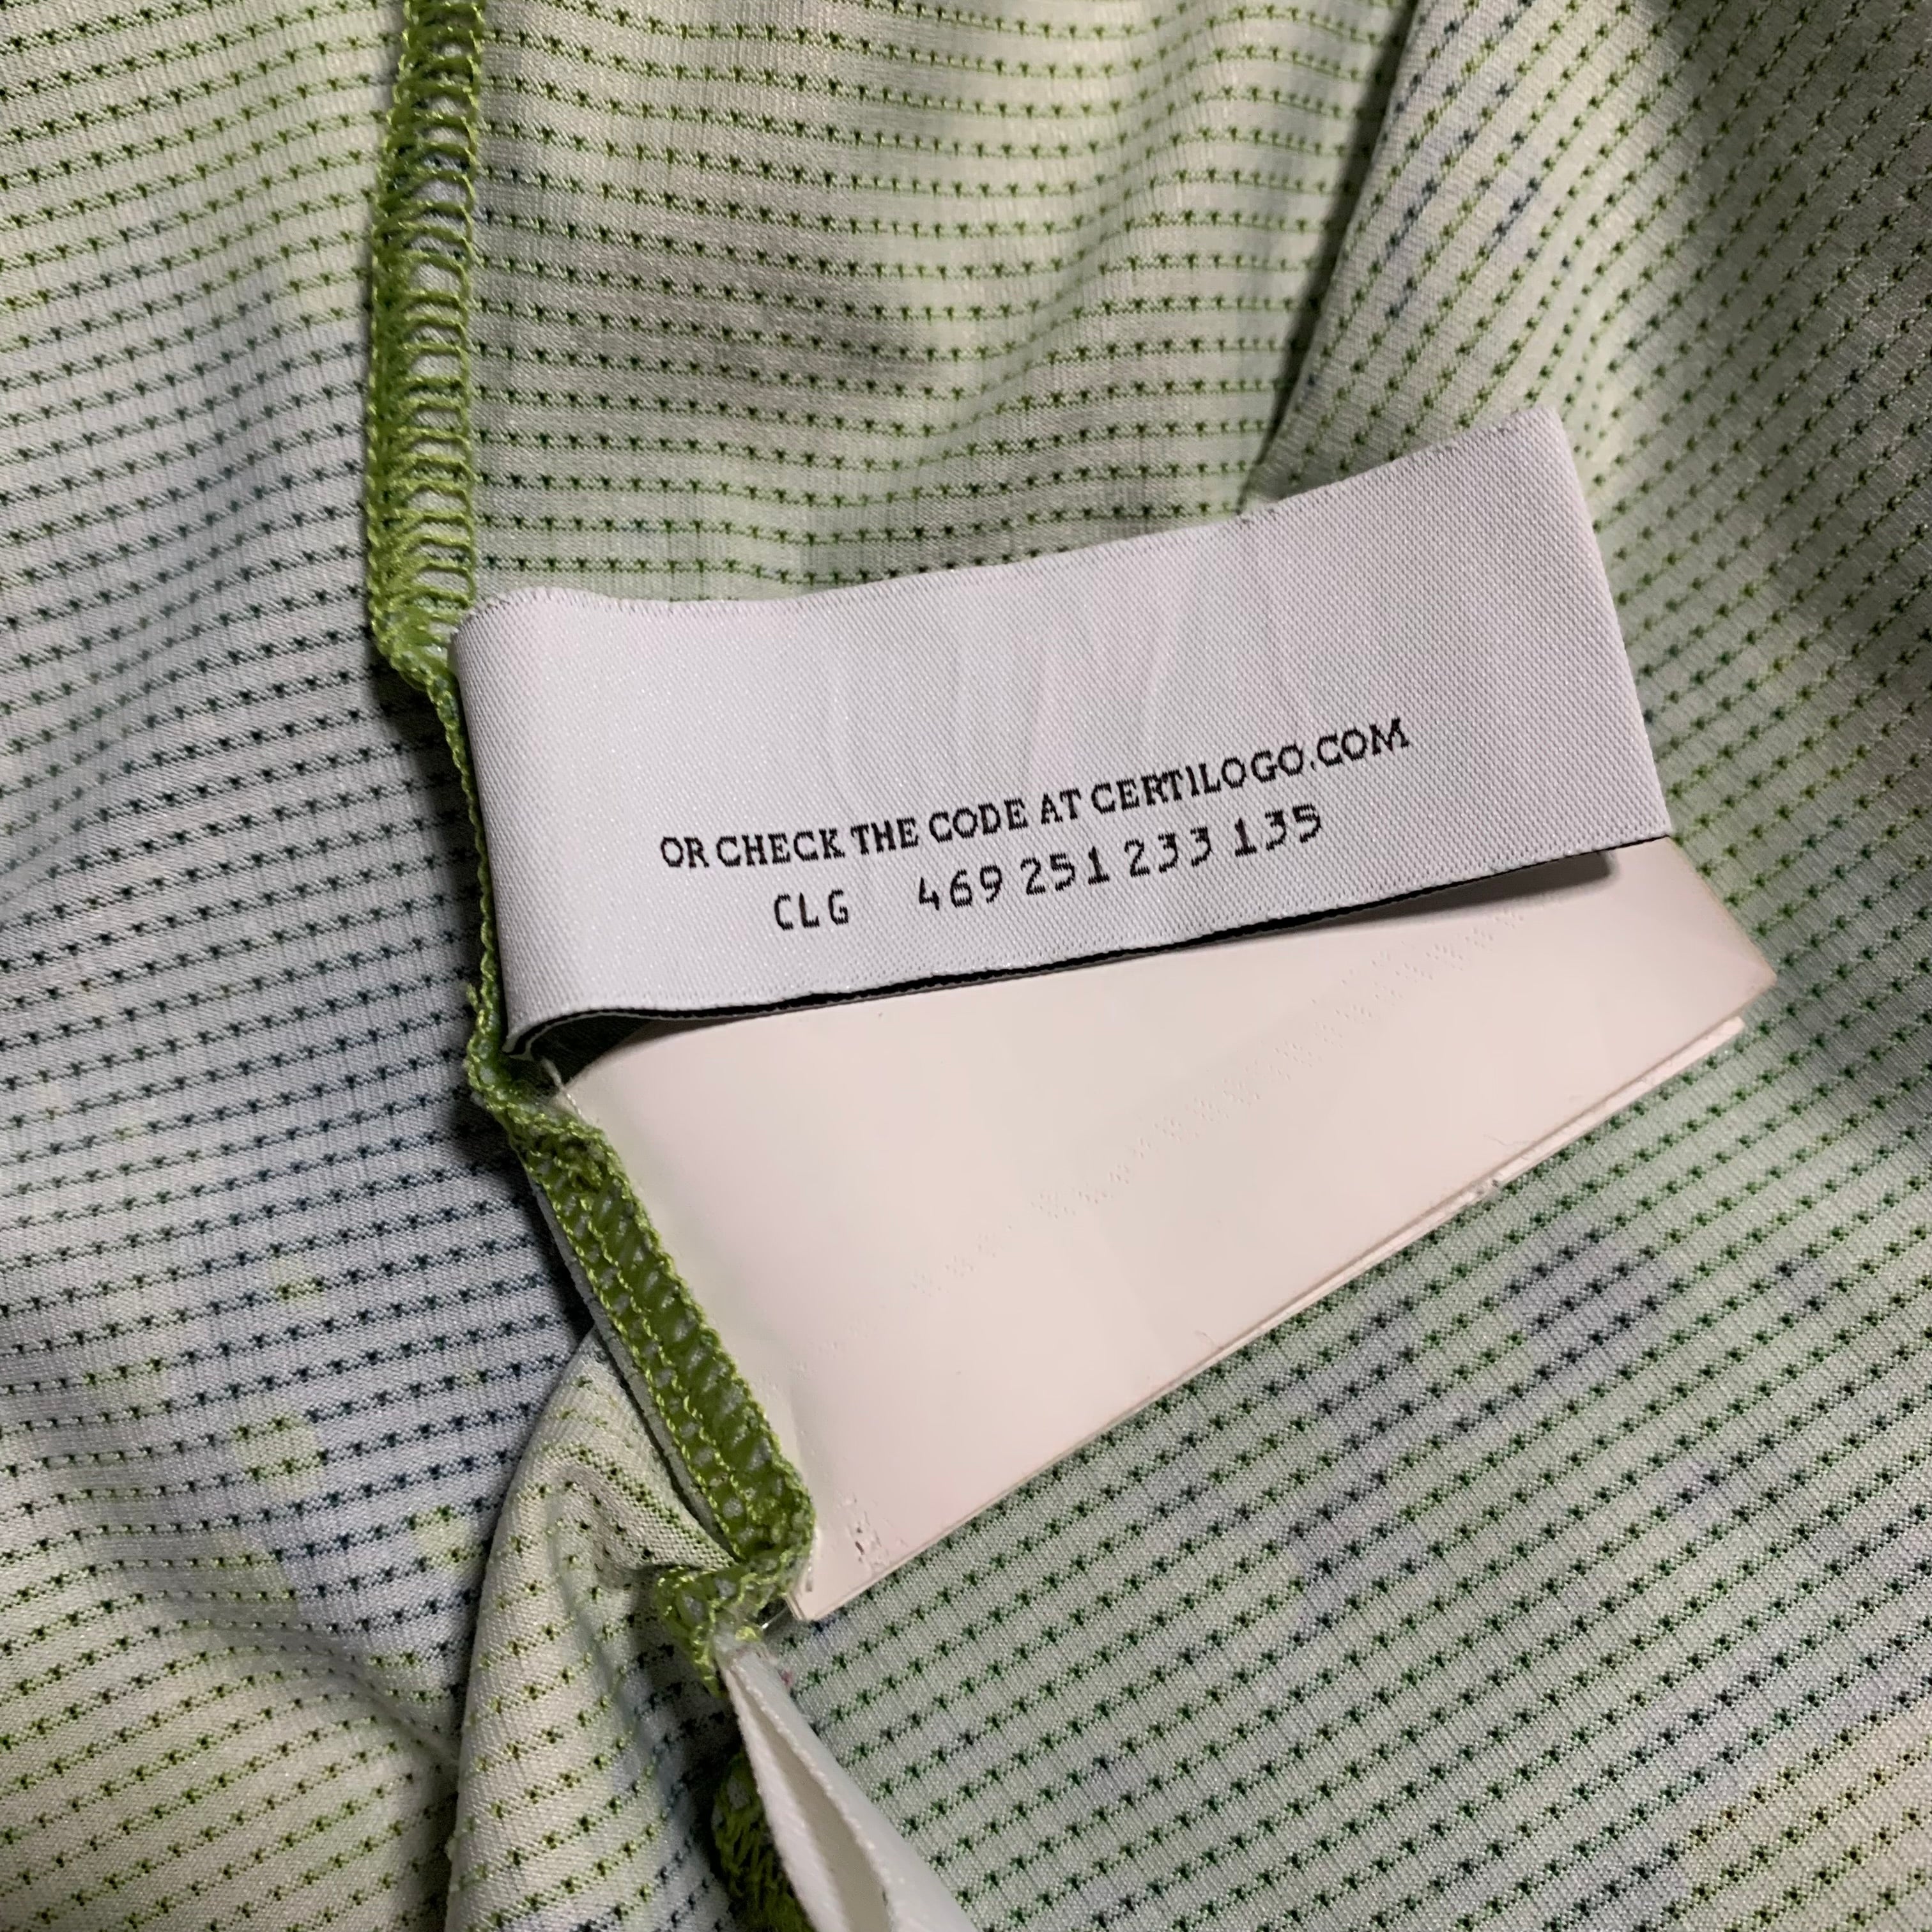 OR CHECK THE CODE AT CERTILOGO.COM
CLG 469 251 233 135